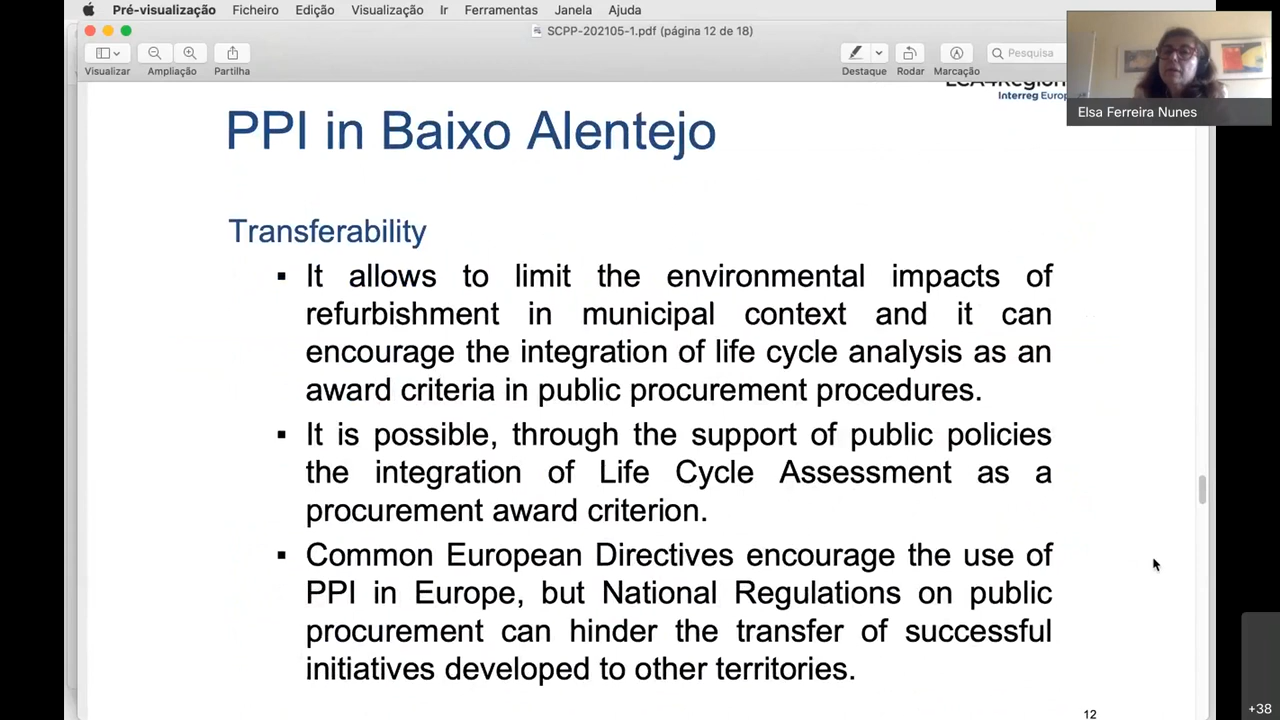 Pré-visualização Ficheiro Edição Visualização Ir Ferramentas Janela Ajuda
SCPP-202105-1.pdf (página 12 de 18)
Visualizar Ampliação Partilha Destaque Rodar Marcação Pesquisa
Interreg Europ
Elsa Ferreira Nunes
PPI in Baixo Alentejo
Transferability
▪ It allows to limit the environmental impacts of
refurbishment in municipal context and it can
encourage the integration of life cycle analysis as an
award criteria in public procurement procedures.
▪ It is possible, through the support of public policies
the integration of Life Cycle Assessment as a
procurement award criterion.
▪ Common European Directives encourage the use of
PPI in Europe, but National Regulations on public
procurement can hinder the transfer of successful
initiatives developed to other territories.
12
+38